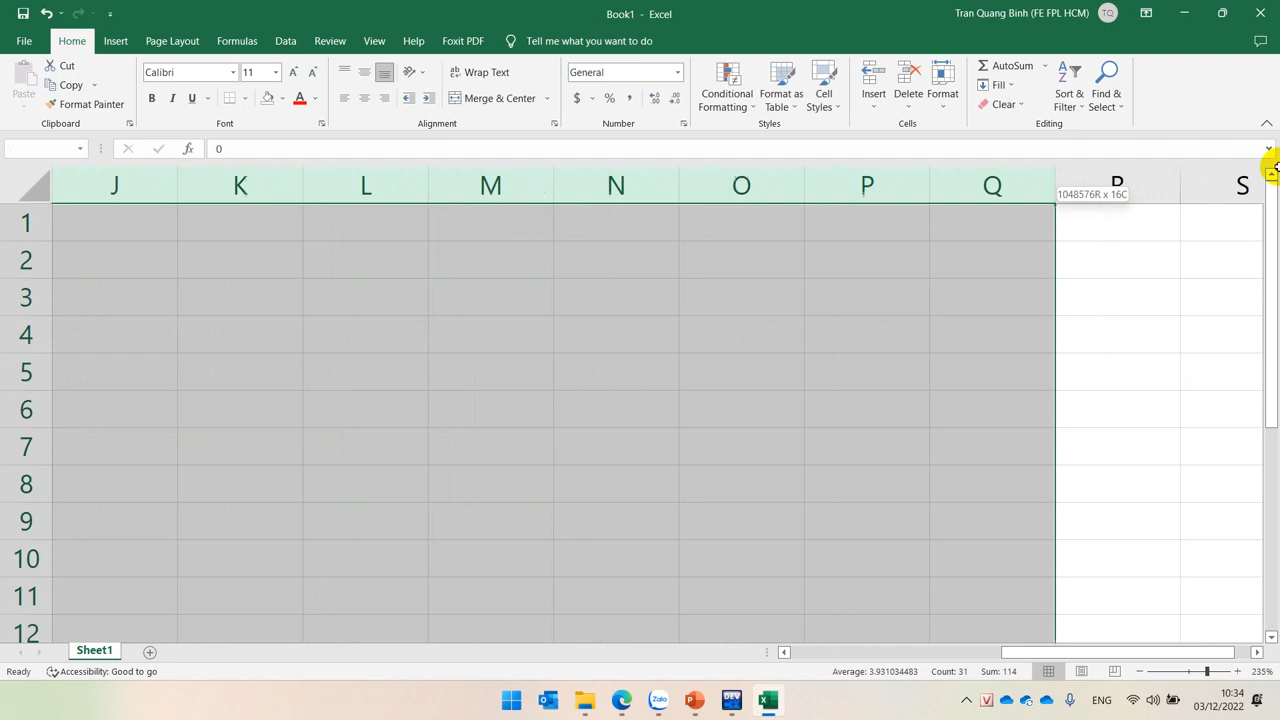 Book1 - Excel
Tran Quang Binh (FE FPL HCM) TQ
File Home Insert Page Layout Formulas Data Review View Help Foxit PDF Tell me what you want to do
Paste
Cut
Copy
Format Painter
Clipboard
Calibri 11
B I U A
Font
Wrap Text
Merge & Center
Alignment
General
$ % ,
Number
Conditional Formatting
Format as Table
Cell Styles
Styles
Insert
Delete
Format
Cells
AutoSum
Fill
Clear
Sort & Filter
Find & Select
Editing
fx 0
J K L M N O P Q R S
1048576R x 16C
1
2
3
4
5
6
7
8
9
10
11
12
Sheet1
Ready Accessibility: Good to go Average: 3.931034483 Count: 31 Sum: 114 235%
Zalo DEV
ENG 10:34
03/12/2022